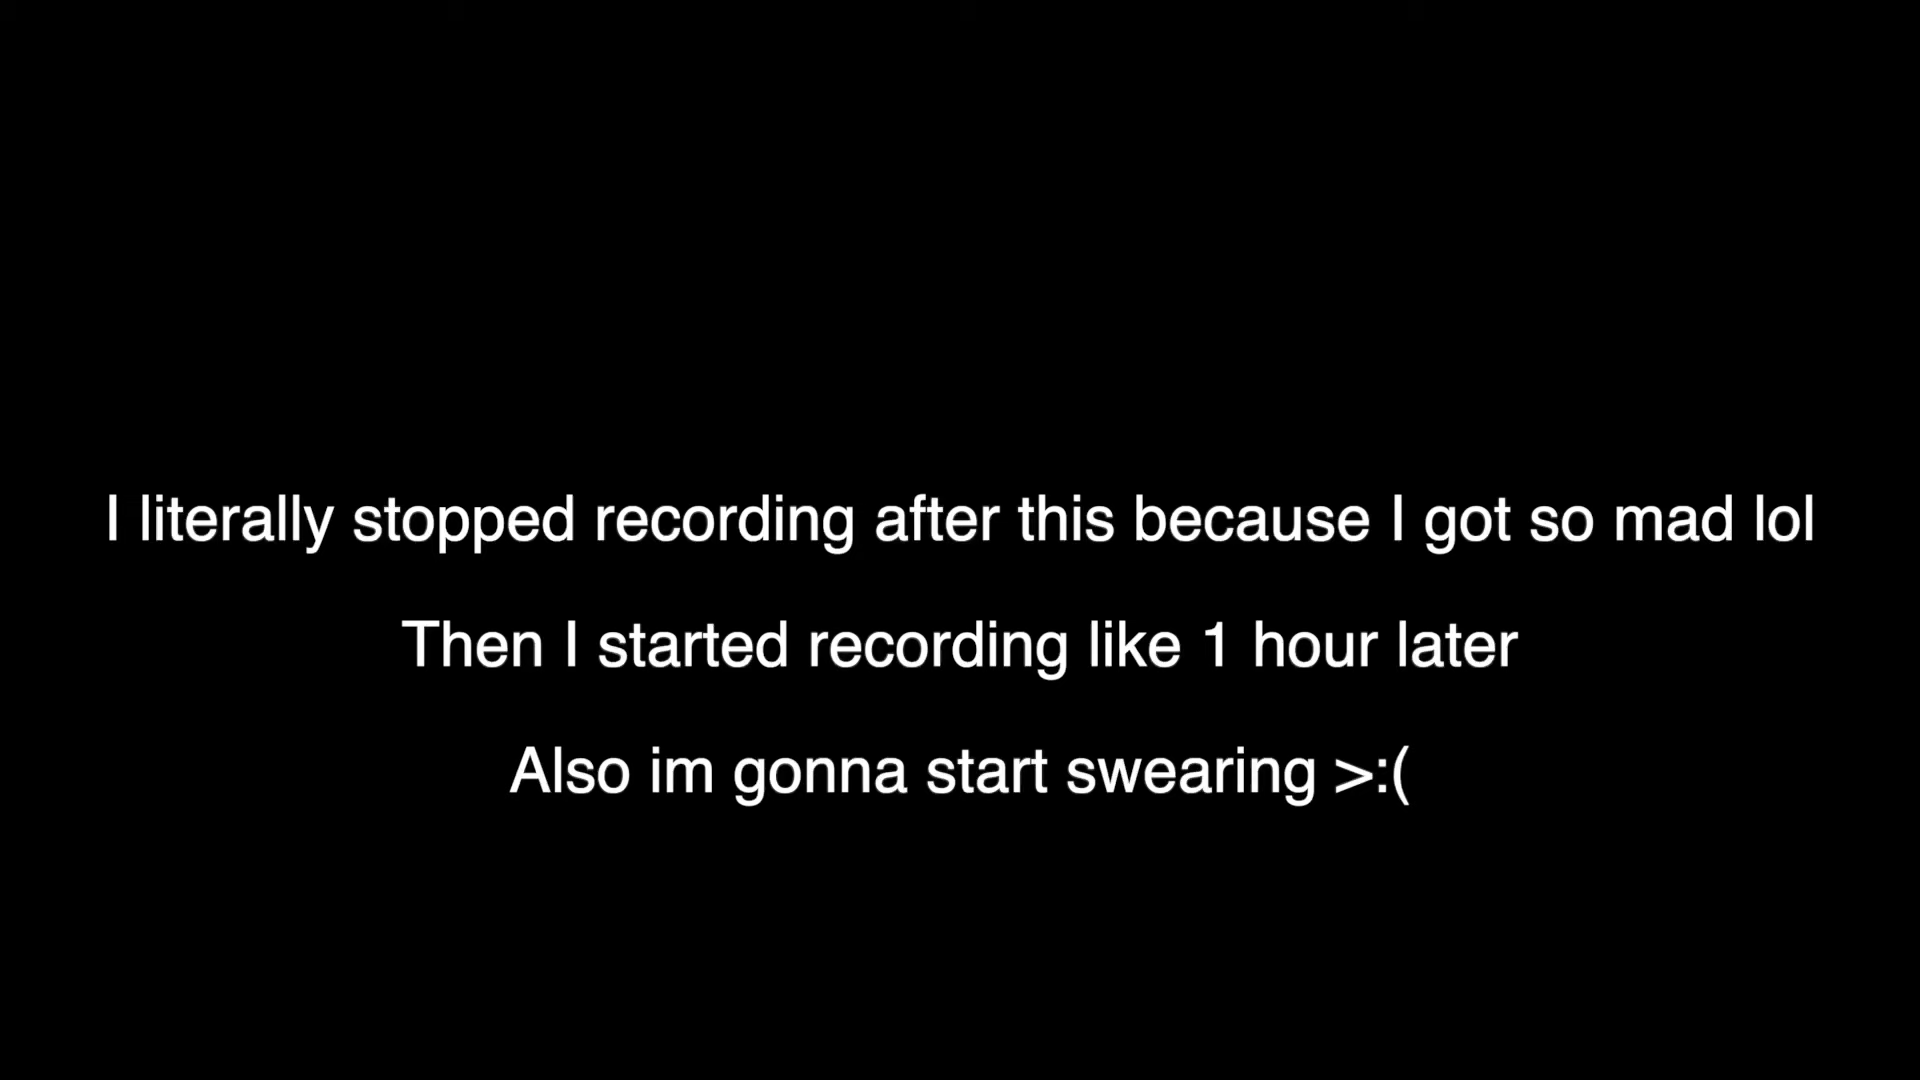 I literally stopped recording after this because I got so mad lol
Then I started recording like 1 hour later
Also im gonna start swearing >:(